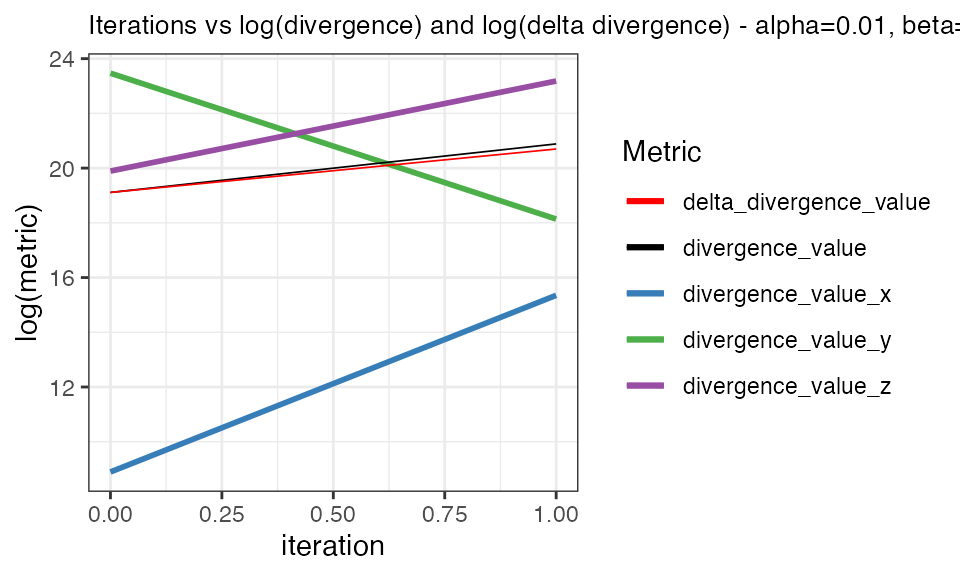 Iterations vs log(divergence) and log(delta divergence) - alpha=0.01, beta=
24
20
16
12
log(metric)
0.00 0.25 0.50 0.75 1.00
iteration
Metric
delta_divergence_value
divergence_value
divergence_value_x
divergence_value_y
divergence_value_z